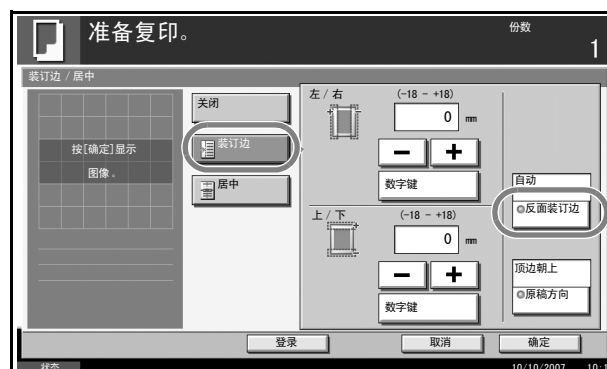 准备复印。
份数
1
装订边 / 居中
按[确定]显示
图像。
关闭
装订边
居中
左 / 右
(-18 - +18)
0 mm
− +
数字键
上 / 下
(-18 - +18)
0 mm
− +
数字键
自动
反面装订边
顶边朝上
原稿方向
登录
取消
确定
状态
10/10/2007